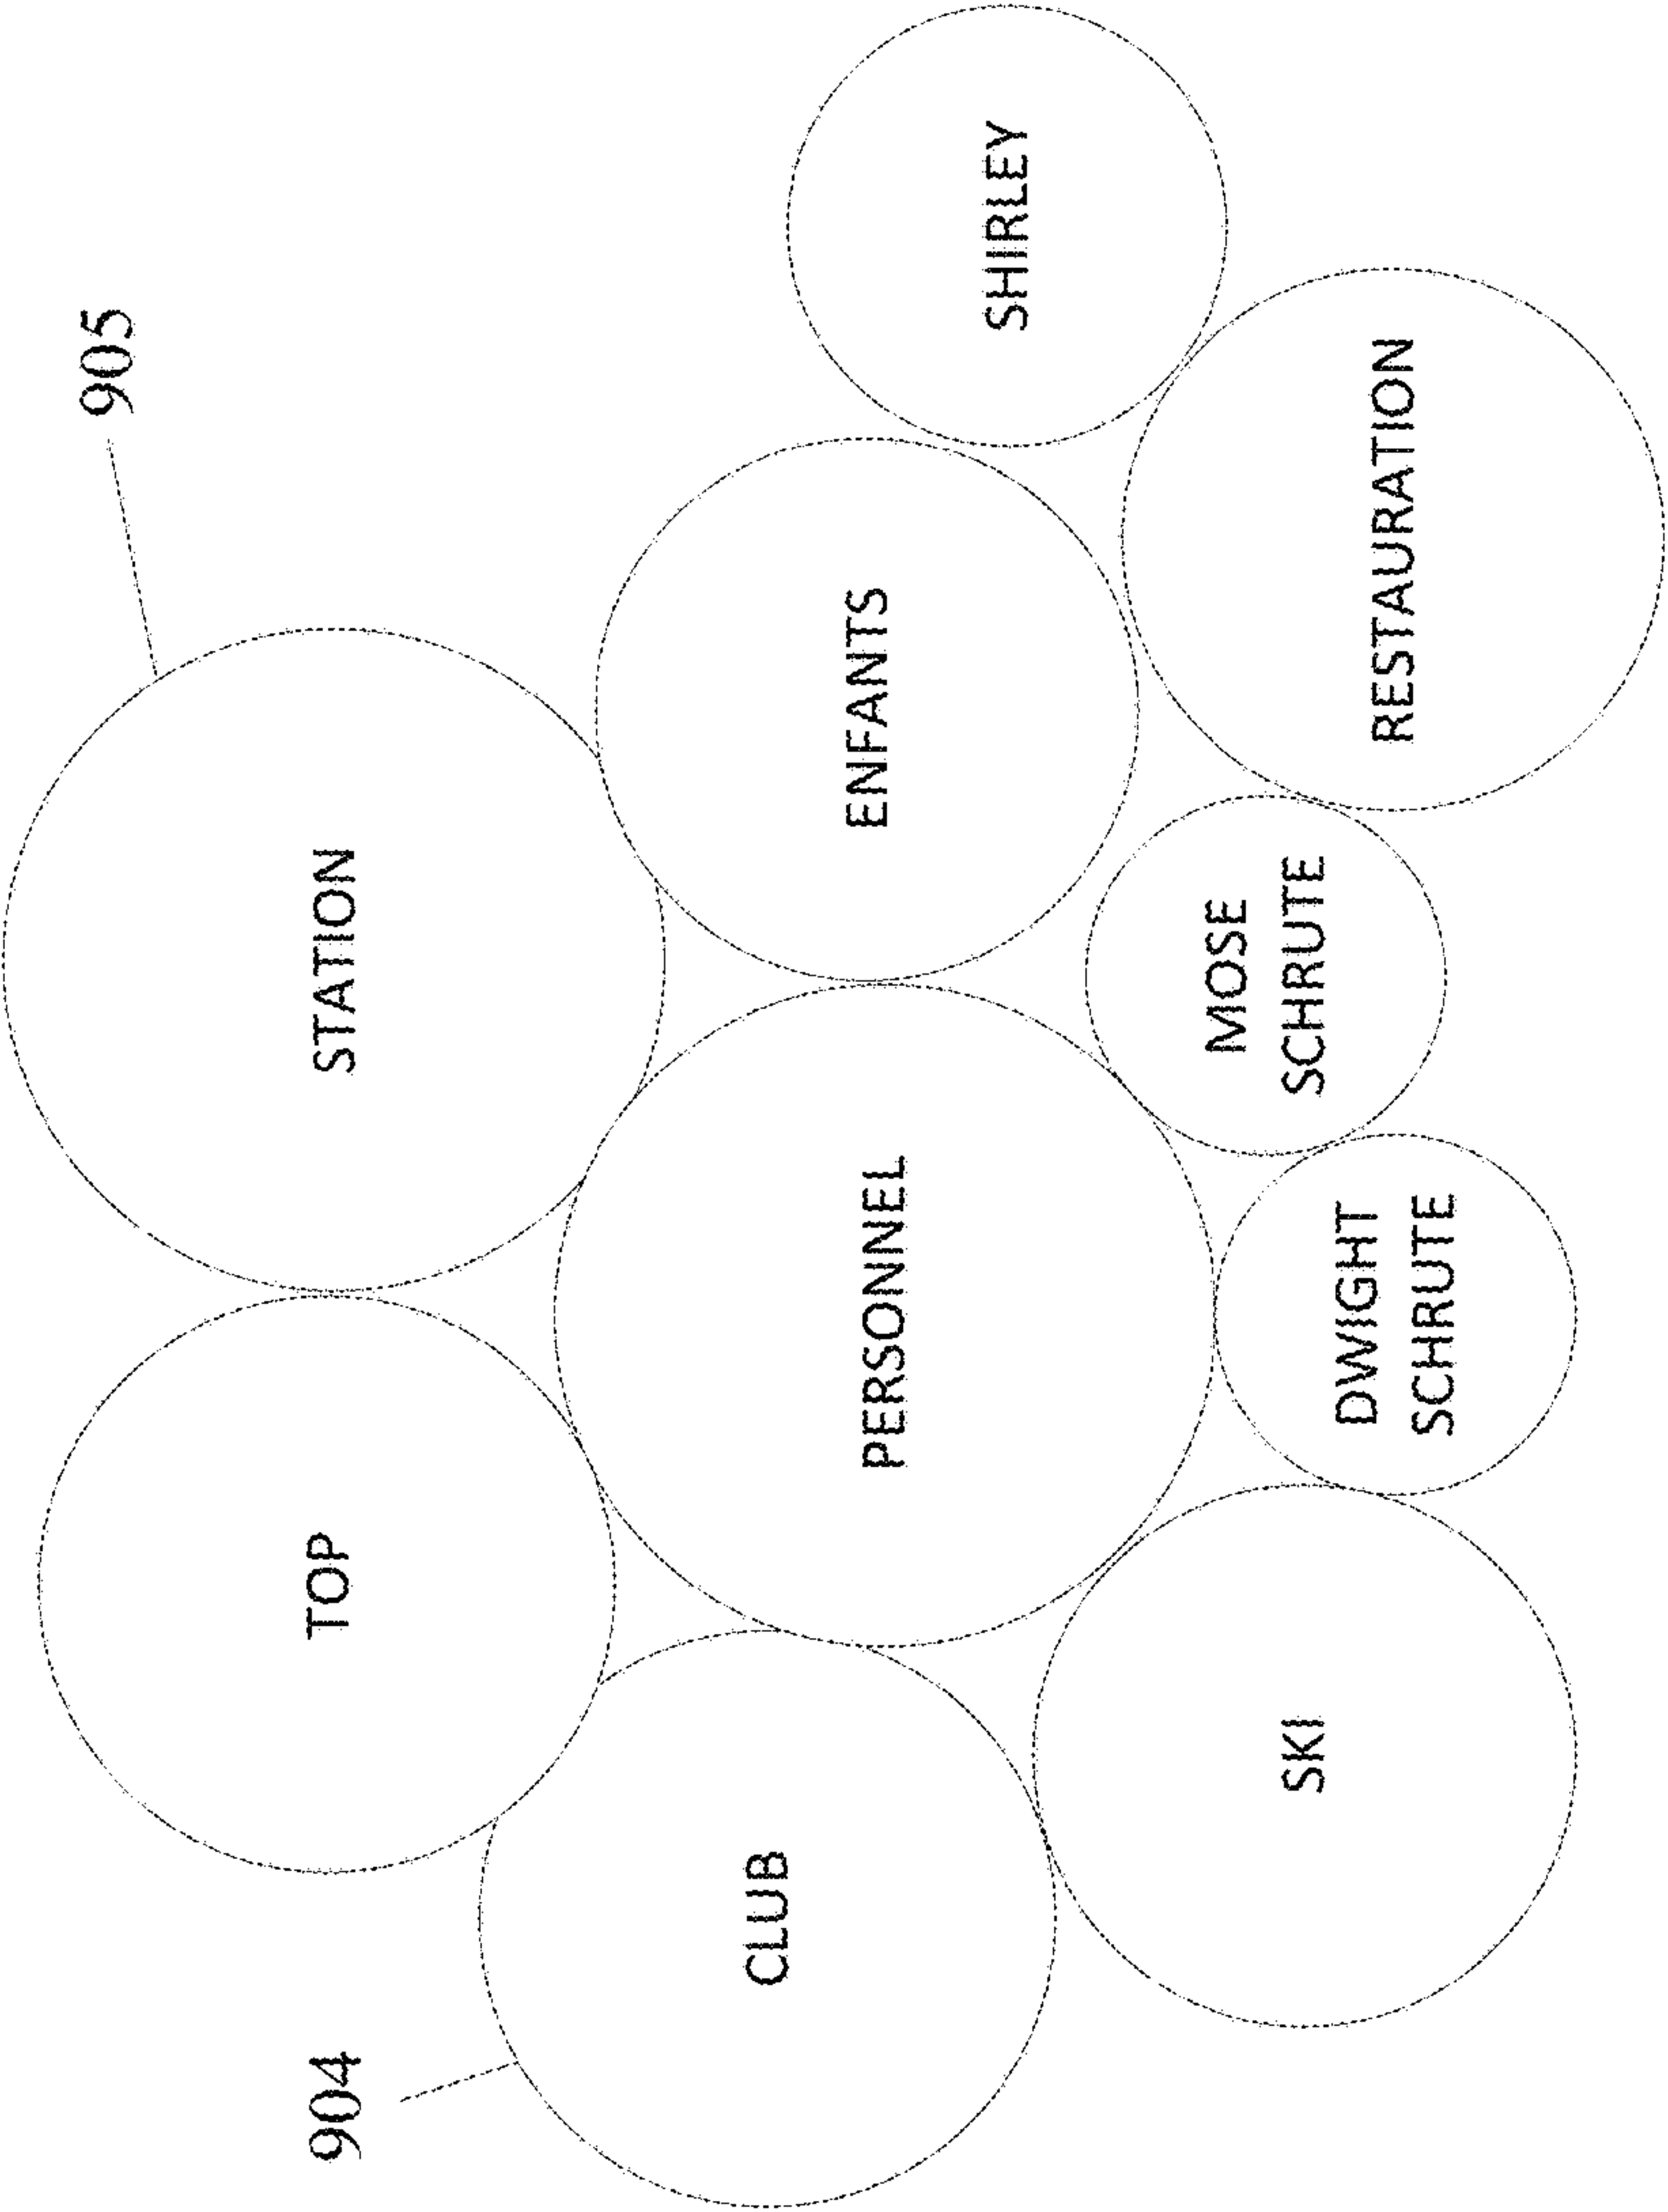 905
STATION
TOP
904
CLUB
PERSONNEL
ENFANTS
SHIRLEY
MOSE
SCHRUTE
RESTAURATION
DWIGHT
SCHRUTE
SKI